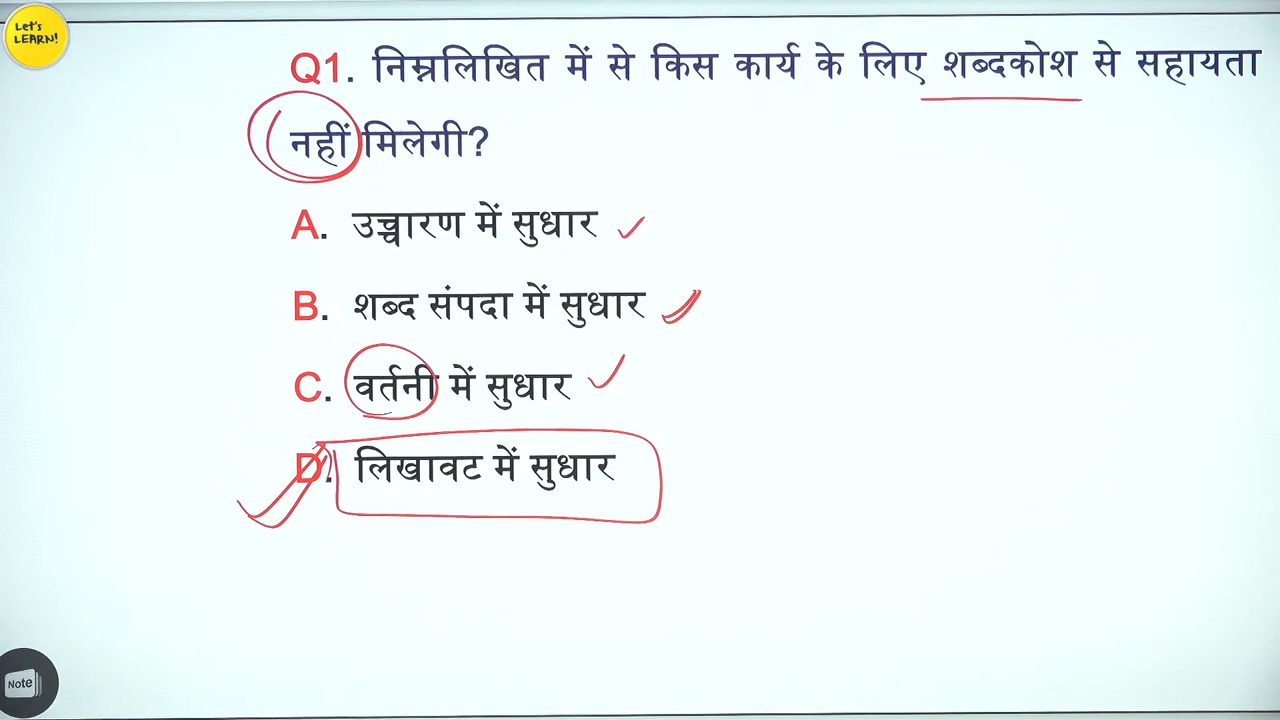 Let's
LEARN!
Q1. निम्नलिखित में से किस कार्य के लिए शब्दकोश से सहायता
नहीं मिलेगी?
A. उच्चारण में सुधार
B. शब्द संपदा में सुधार
C. वर्तनी में सुधार
D. लिखावट में सुधार
Note